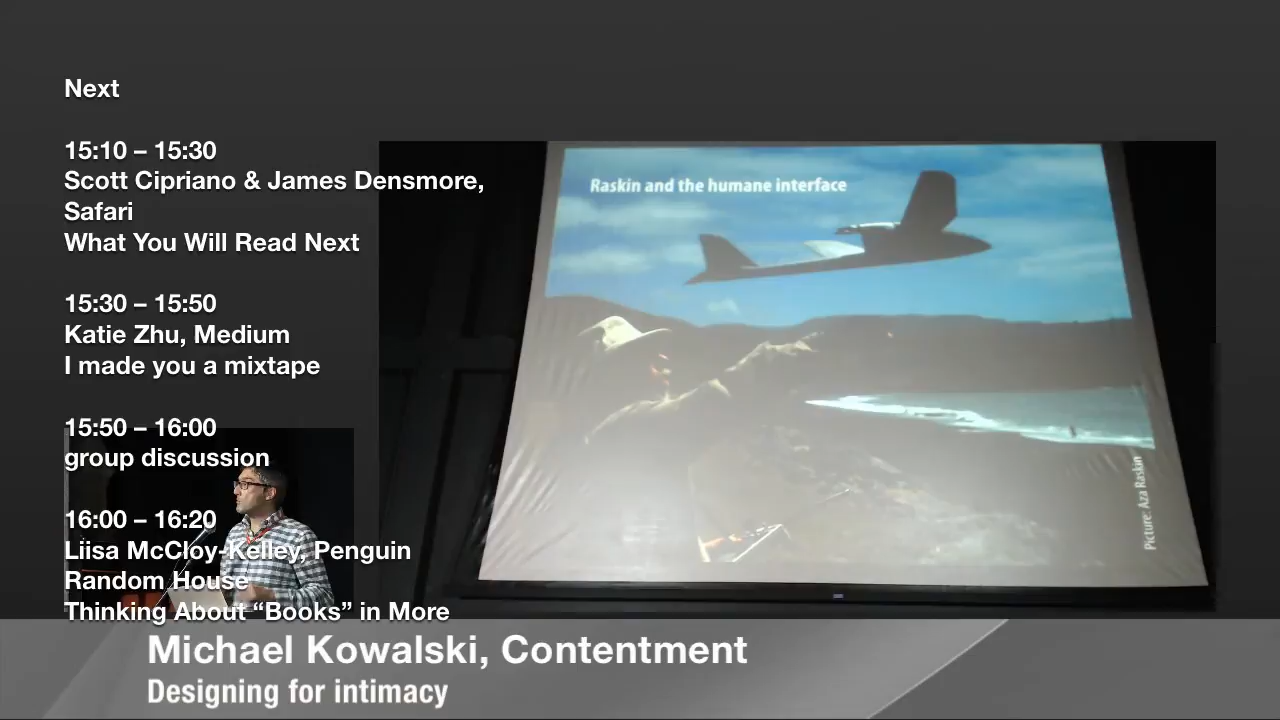 Next
15:10 – 15:30
Scott Cipriano & James Densmore,
Safari
What You Will Read Next
15:30 – 15:50
Katie Zhu, Medium
I made you a mixtape
15:50 – 16:00
group discussion
16:00 – 16:20
Liisa McCloy-Kelley, Penguin
Random House
Thinking About “Books” in More
Raskin and the humane interface
Picture: Aza Raskin
Michael Kowalski, Contentment
Designing for intimacy